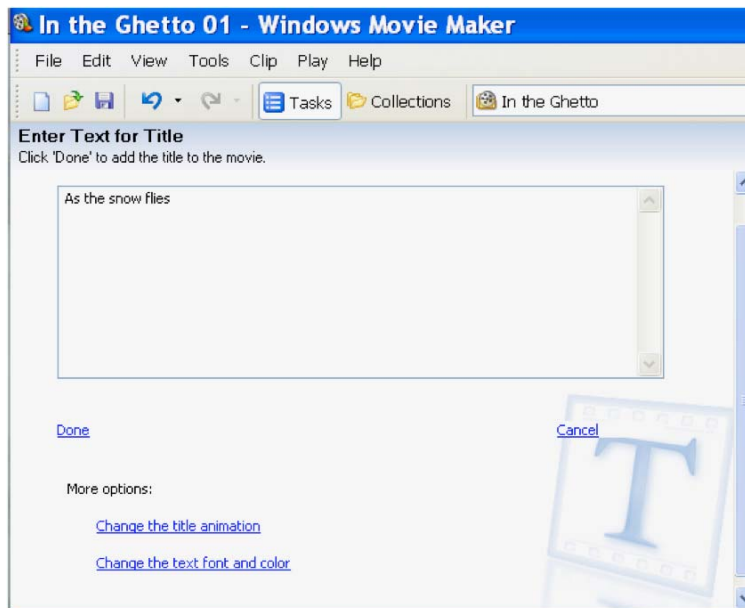 In the Ghetto 01 - Windows Movie Maker
File Edit View Tools Clip Play Help
Tasks Collections In the Ghetto
Enter Text for Title
Click 'Done' to add the title to the movie.
As the snow flies
Done Cancel
T
More options:
Change the title animation
Change the text font and color